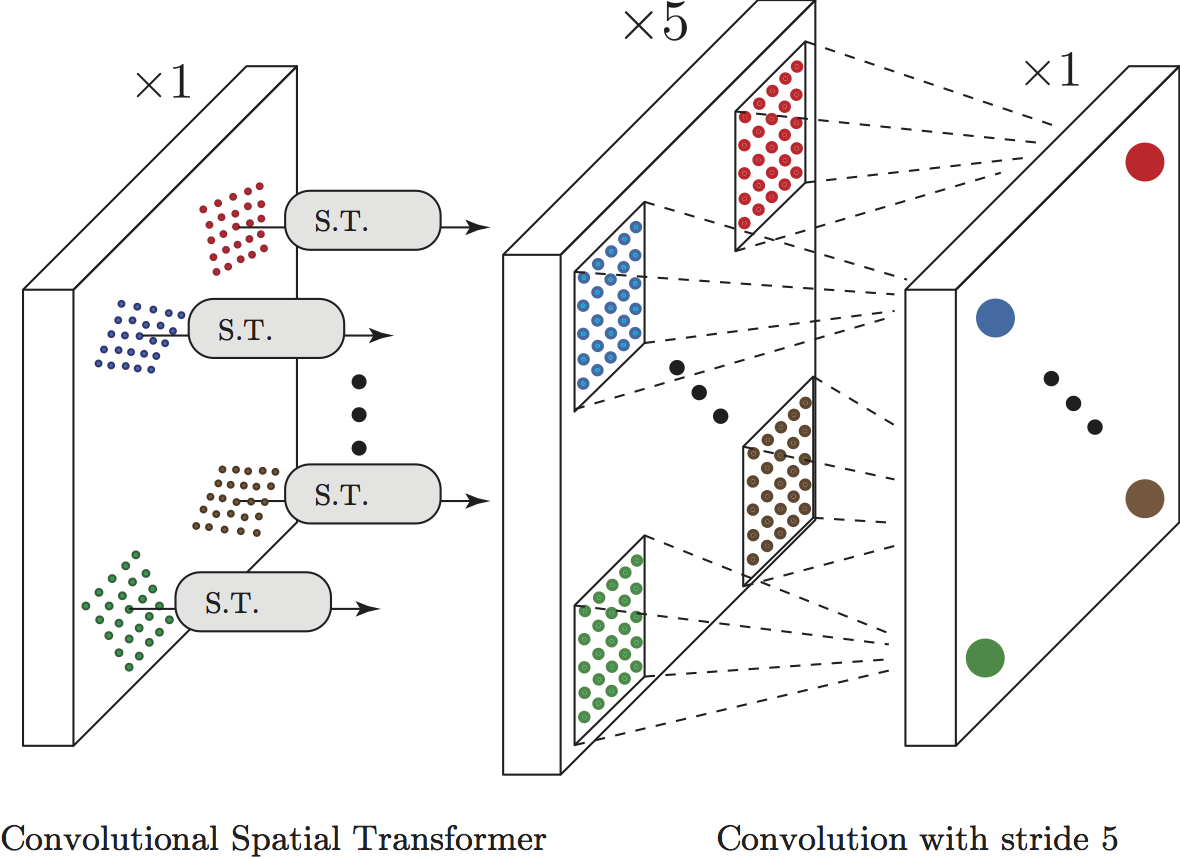 ×1
×5
×1
S.T.
S.T.
S.T.
S.T.
Convolutional Spatial Transformer
Convolution with stride 5